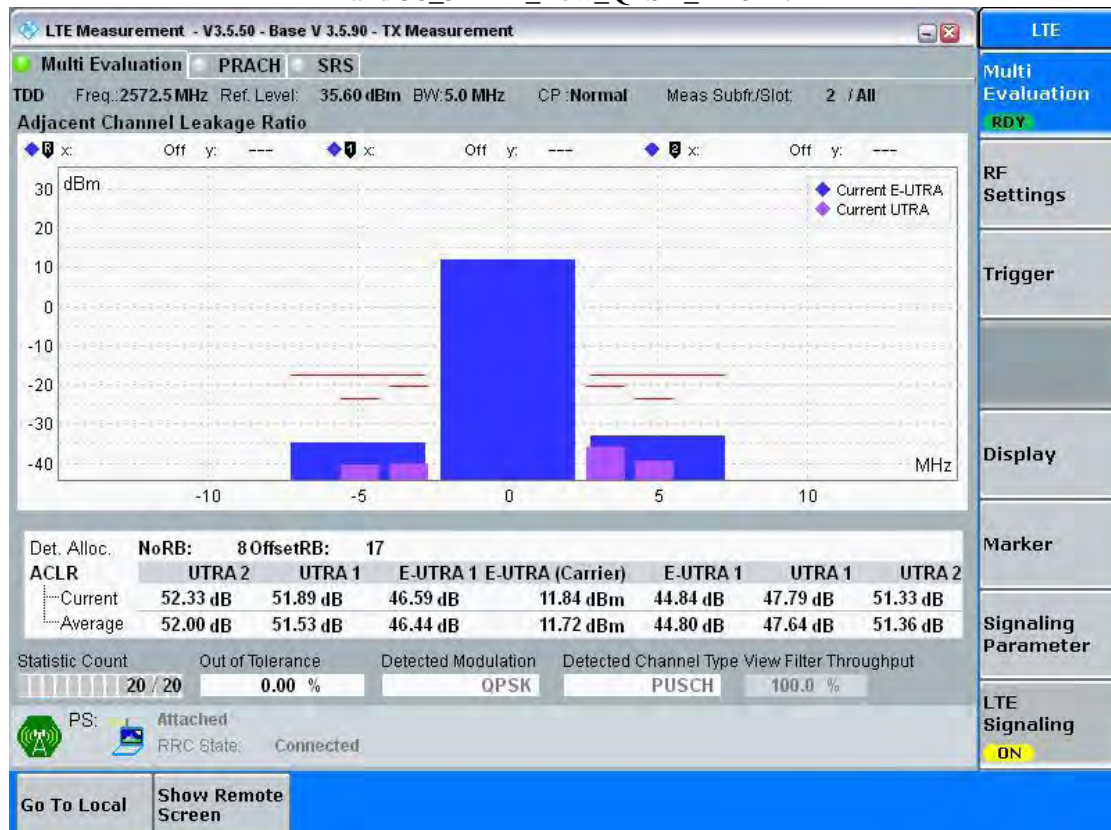 LTE Measurement - V3.5.50 - Base V 3.5.90 - TX Measurement
LTE
Multi Evaluation PRACH SRS
TDD Freq.:2572.5 MHz Ref. Level: 35.60 dBm BW:5.0 MHz CP :Normal Meas Subfr./Slot: 2 / All
Adjacent Channel Leakage Ratio
0 x: Off y: --- 1 x: Off y: --- 2 x: Off y: ---
dBm
30
20
10
0
-10
-20
-30
-40
Current E-UTRA
Current UTRA
MHz
-10 -5 0 5 10
Det. Alloc. NoRB: 8 OffsetRB: 17
ACLR UTRA 2 UTRA 1 E-UTRA 1 E-UTRA (Carrier) E-UTRA 1 UTRA 1 UTRA 2
Current 52.33 dB 51.89 dB 46.59 dB 11.84 dBm 44.84 dB 47.79 dB 51.33 dB
Average 52.00 dB 51.53 dB 46.44 dB 11.72 dBm 44.80 dB 47.64 dB 51.36 dB
Statistic Count Out of Tolerance Detected Modulation Detected Channel Type View Filter Throughput
20 / 20 0.00 % QPSK PUSCH 100.0 %
PS: Attached
RRC State: Connected
Multi
Evaluation
RDY
RF
Settings
Trigger
Display
Marker
Signaling
Parameter
LTE
Signaling
ON
Go To Local
Show Remote
Screen